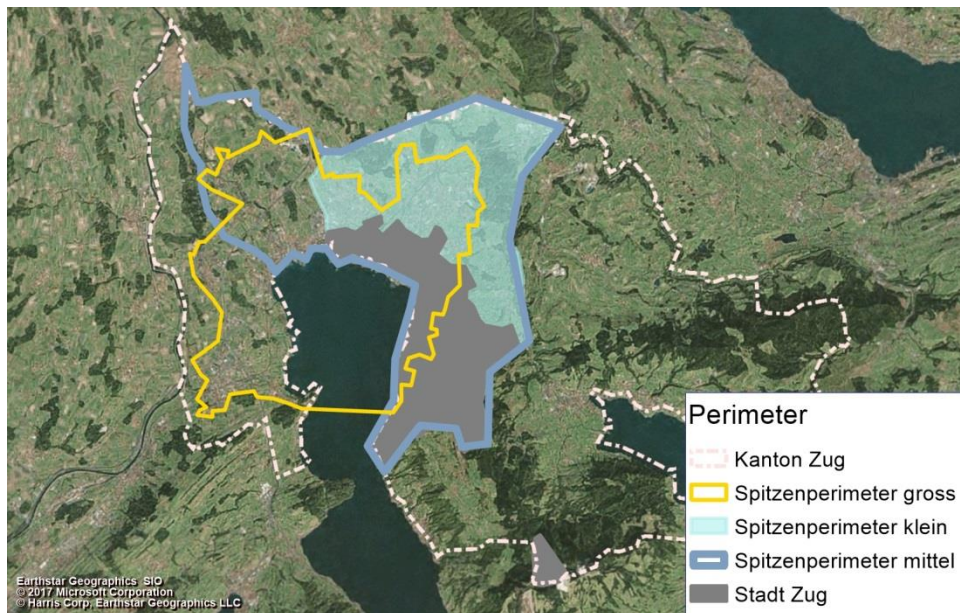 Perimeter
Kanton Zug
Spitzenperimeter gross
Spitzenperimeter klein
Spitzenperimeter mittel
Stadt Zug
Earthstar Geographics SIO
© 2017 Microsoft Corporation
© Harris Corp, Earthstar Geographics LLC